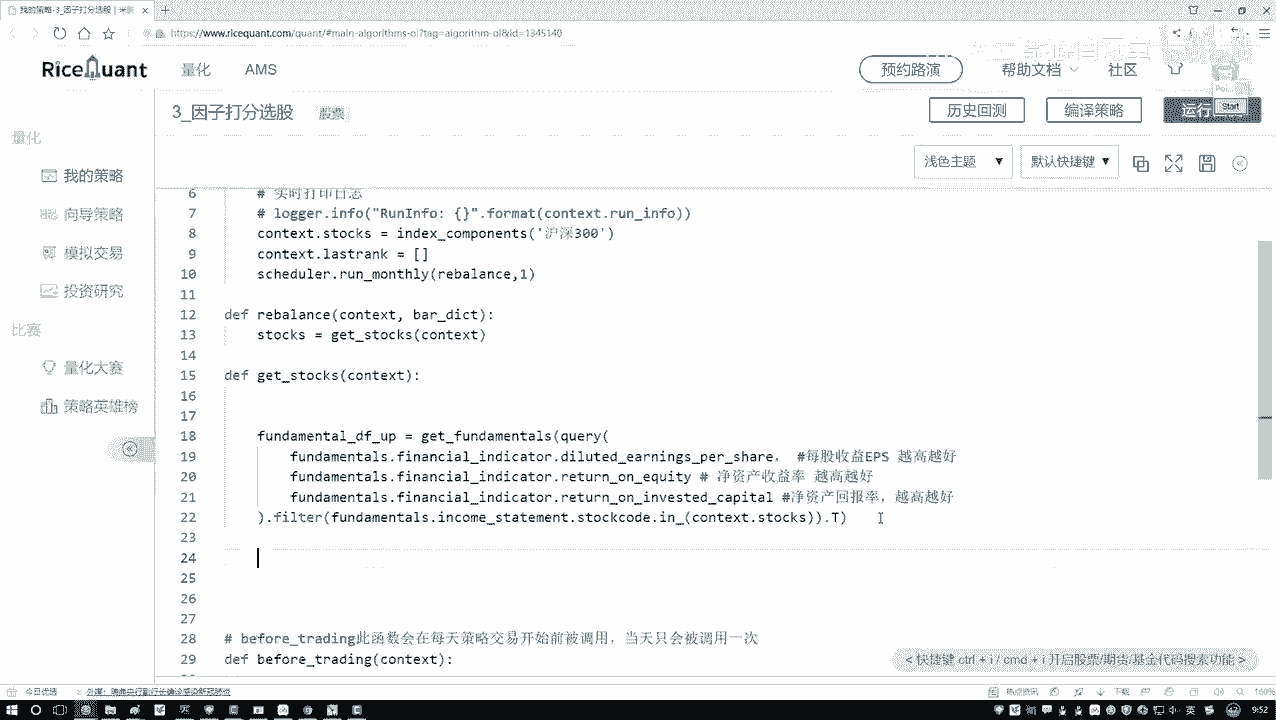 我的策略-3_因子打分选股 | 米
https://www.ricequant.com/quant/#main-algorithms-ol?tag=algorithm-ol&id=1345140
RiceQuant 量化 AMS 预约路演 帮助文档 社区
3_因子打分选股 股票 历史回测 编译策略 运行 Start
量化
浅色主题 ▼ 默认快捷键 ▼
我的策略
向导策略
模拟交易
投资研究
比赛
量化大赛
策略英雄榜
6 # 实时打印日志
7 # logger.info("RunInfo: {}".format(context.run_info))
8 context.stocks = index_components('沪深300')
9 context.lastrank = []
10 scheduler.run_monthly(rebalance,1)
11
12 def rebalance(context, bar_dict):
13 stocks = get_stocks(context)
14
15 def get_stocks(context):
16
17
18 fundamental_df_up = get_fundamentals(query(
19 fundamentals.financial_indicator.diluted_earnings_per_share， #每股收益EPS 越高越好
20 fundamentals.financial_indicator.return_on_equity # 净资产收益率 越高越好
21 fundamentals.financial_indicator.return_on_invested_capital #净资产回报率，越高越好
22 ).filter(fundamentals.income_statement.stockcode.in_(context.stocks)).T)
23
24
25
26
27
28 # before_trading此函数会在每天策略交易开始前被调用，当天只会被调用一次
29 def before_trading(context):
< 快捷键 ctrl + i / cmd + i 开启股票/期货/基金代码搜索功能 >
今日优选
热点资讯 下载 160%
英 9:52